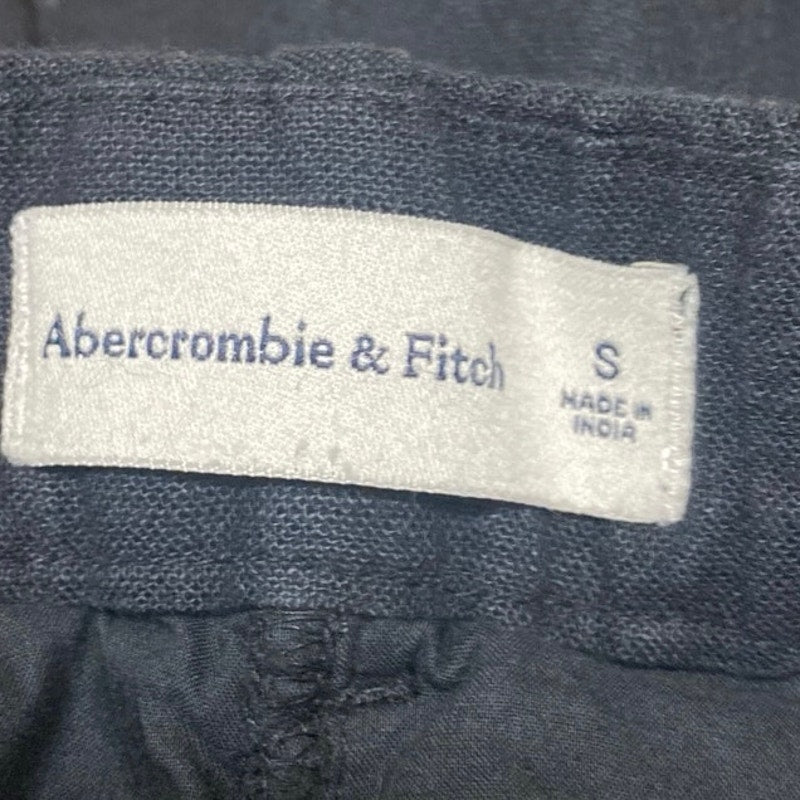 Abercrombie & Fitch
S
MADE IN
INDIA